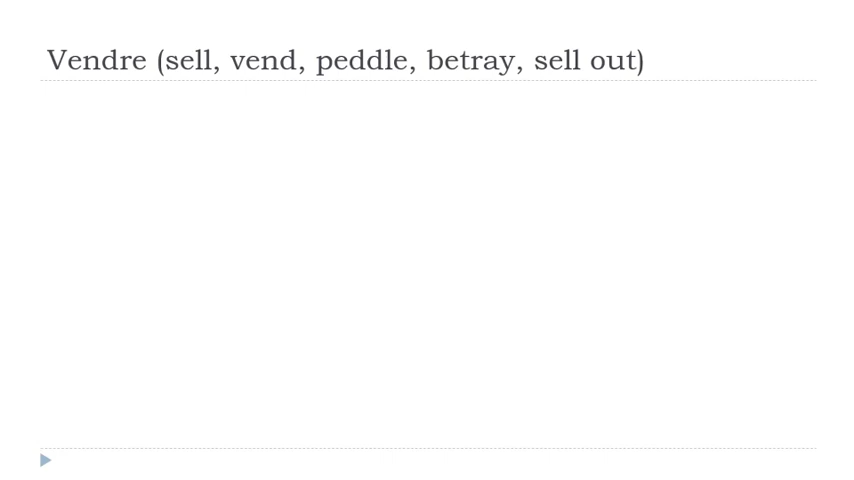 Vendre (sell, vend, peddle, betray, sell out)